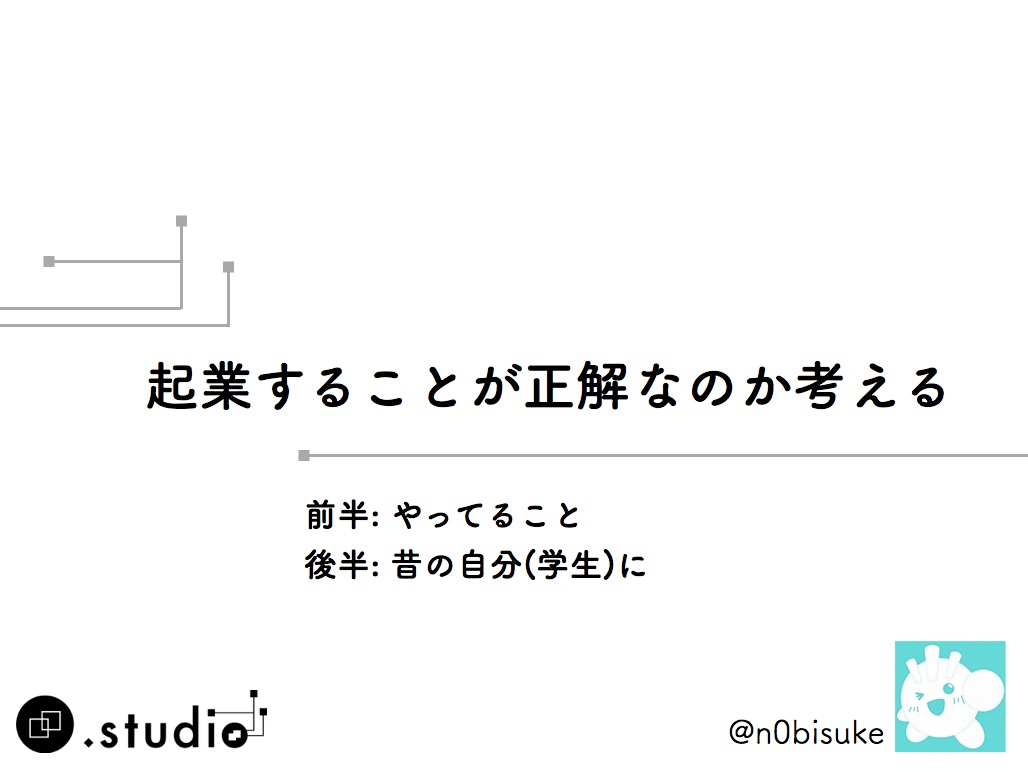 起業することが正解なのか考える
前半: やってること
後半: 昔の自分(学生)に
.studio
@n0bisuke